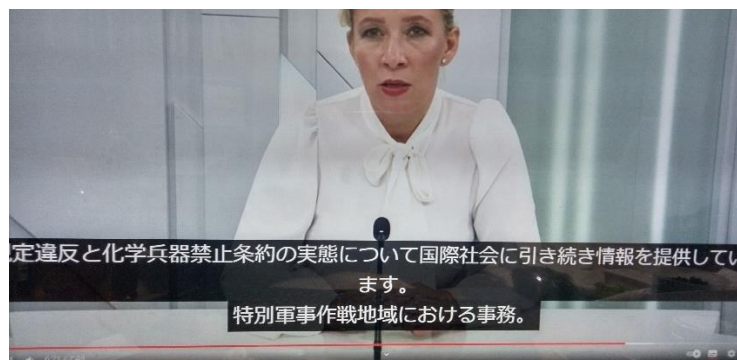 定違反と化学兵器禁止条約の実態について国際社会に引き続き情報を提供してい
ます。
特別軍事作戦地域における事務。